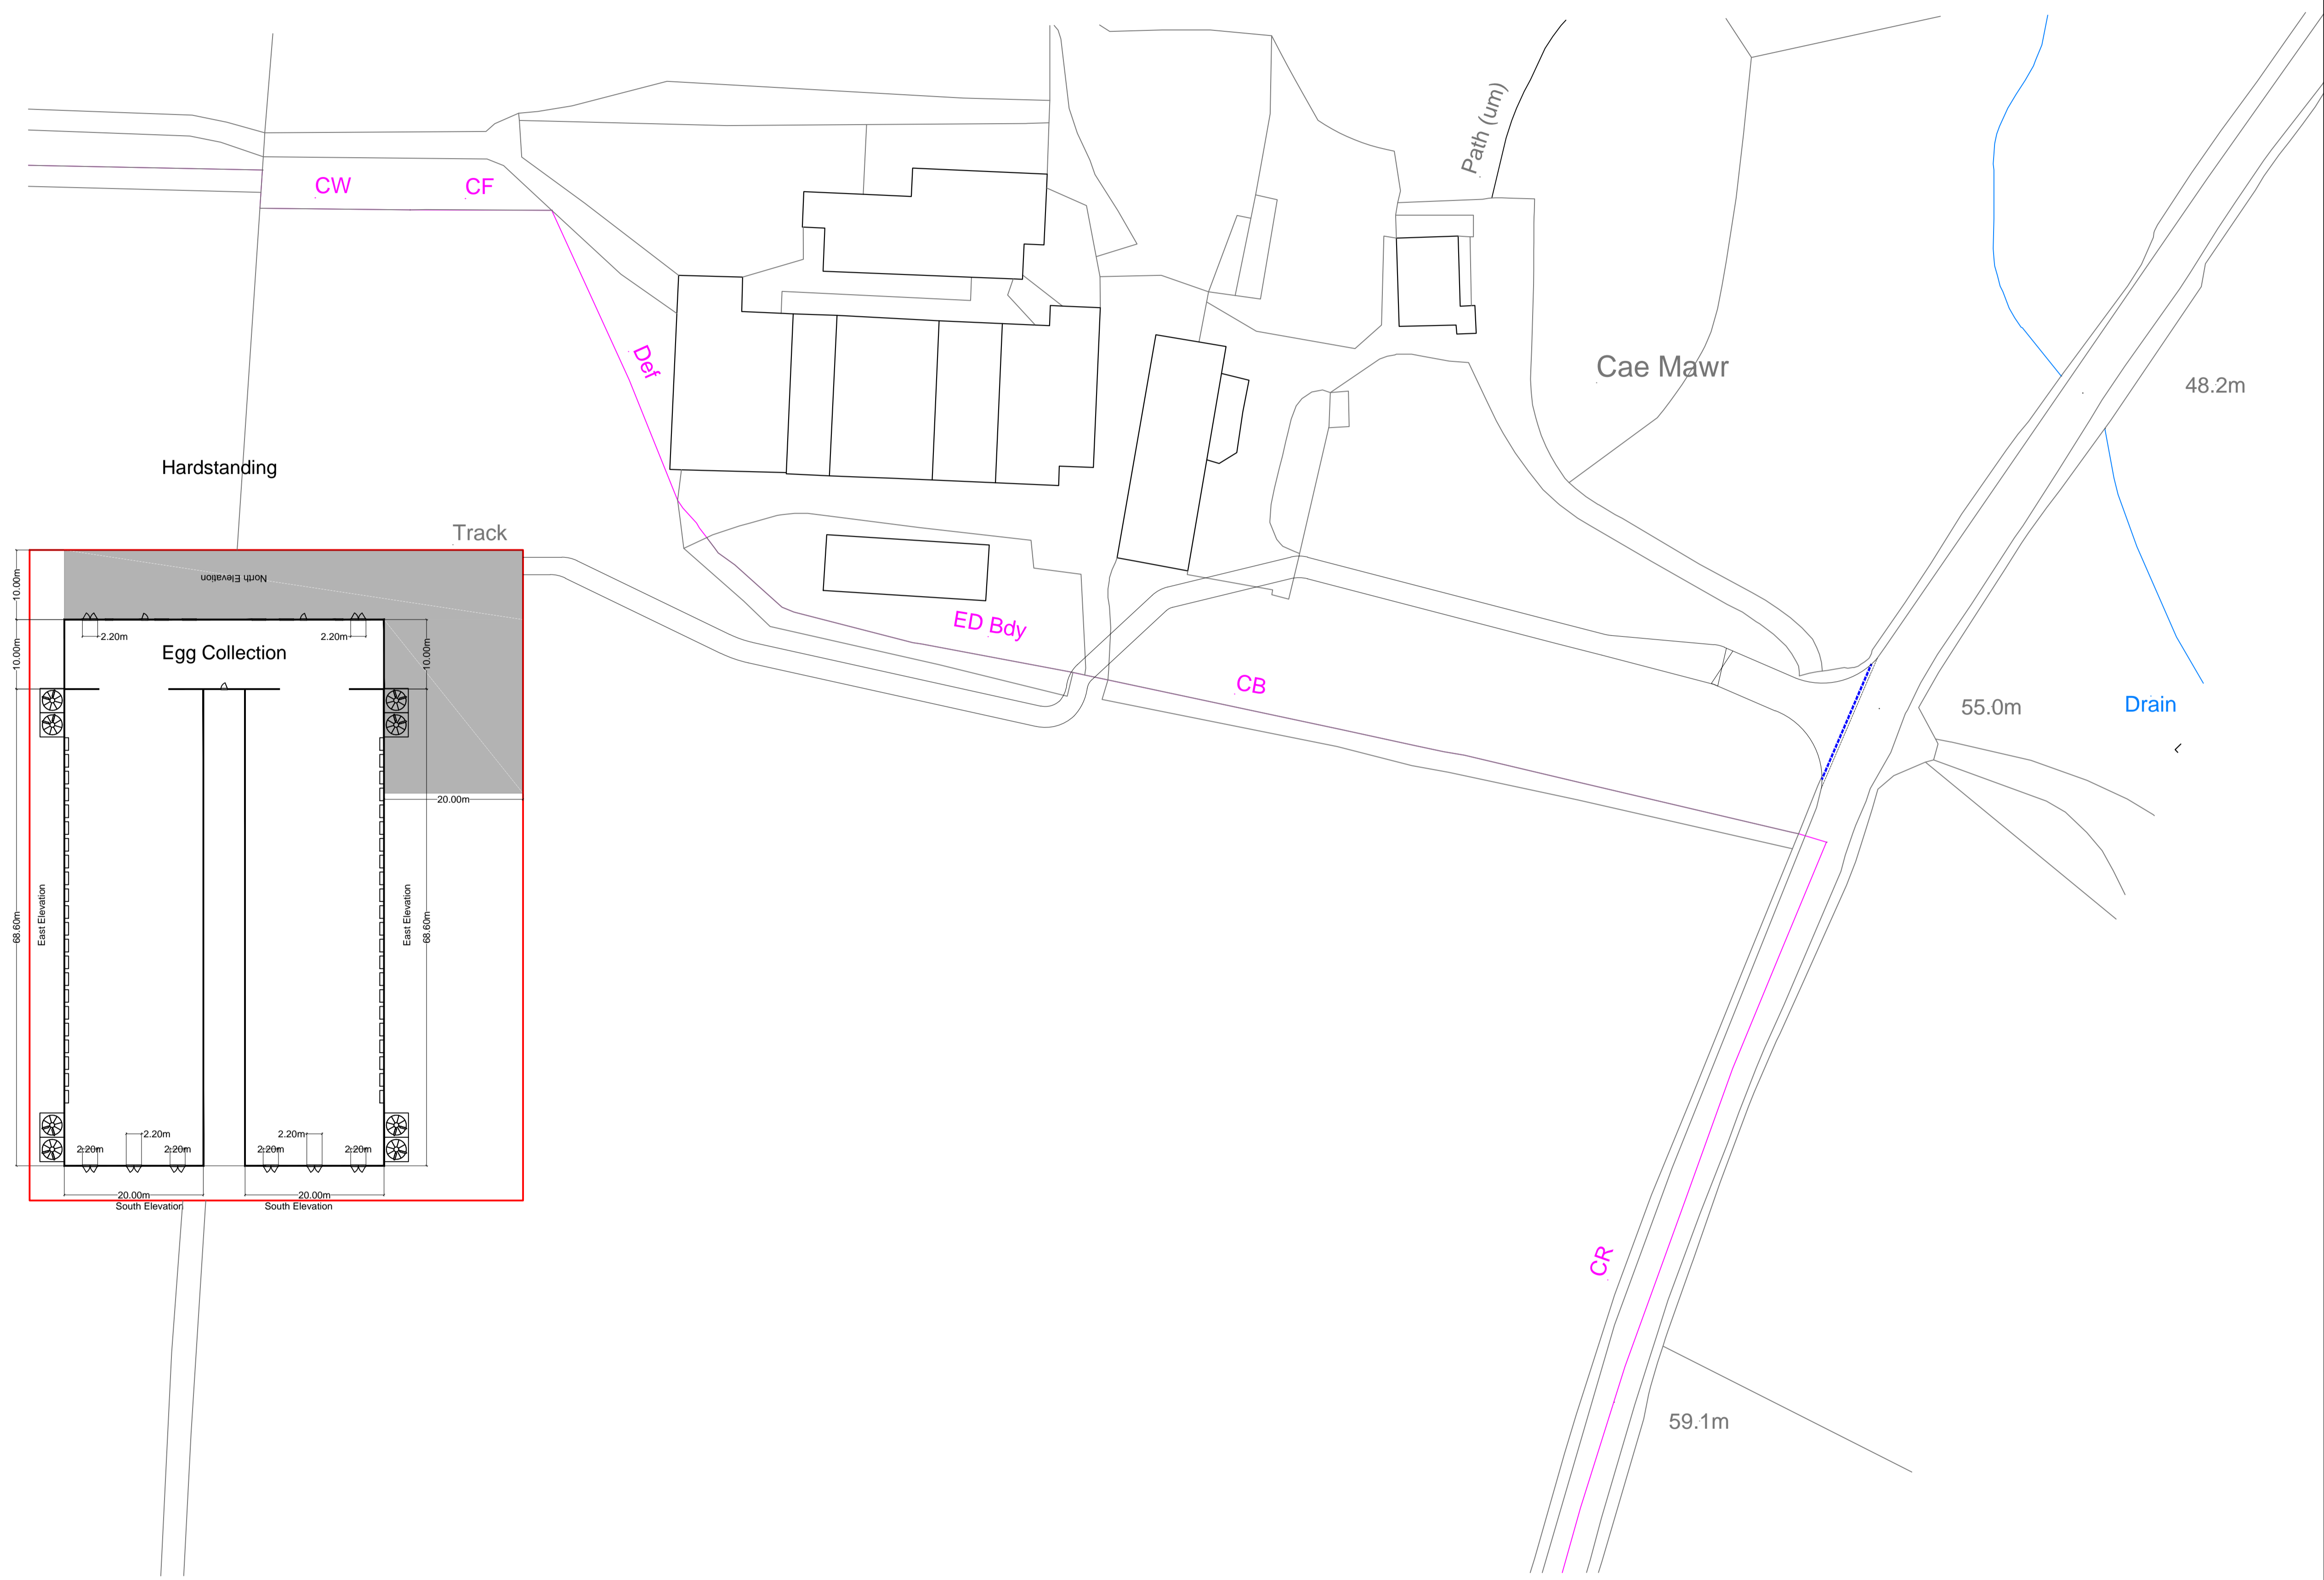 Path (um)
CW
CF
Def
Cae Mawr
48.2m
Hardstanding
Track
10.00m
North Elevation
2.20m
2.20m
ED Bdy
10.00m
Egg Collection
10.00m
CB
55.0m
Drain
20.00m
68.60m
East Elevation
East Elevation
68.60m
2.20m
2.20m
2.20m
2.20m
2.20m
2.20m
20.00m
20.00m
South Elevation
South Elevation
CR
59.1m